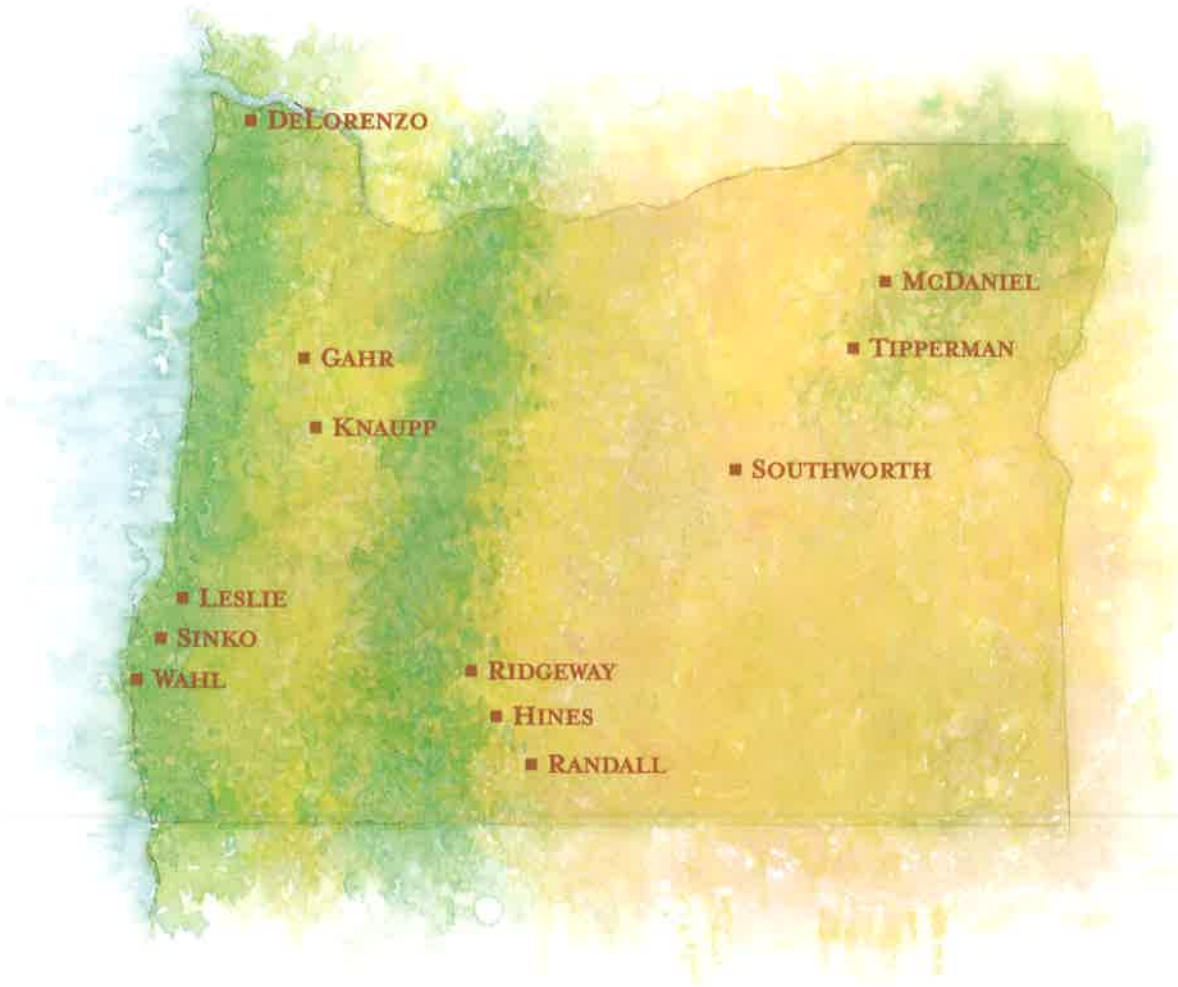 DeLorenzo
McDaniel
Tipperman
Gahr
Knaupp
Southworth
Leslie
Sinko
Wahl
Ridgeway
Hines
Randall